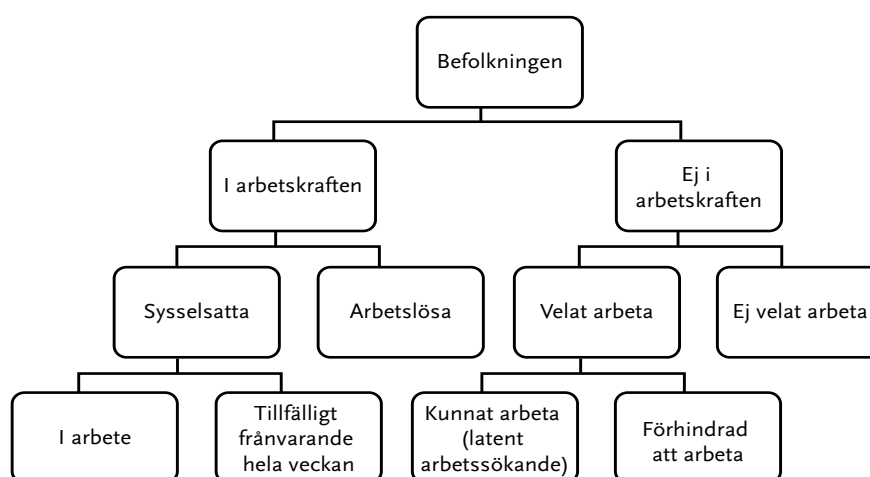 Befolkningen
I arbetskraften
Ej i
arbetskraften
Sysselsatta
Arbetslösa
Velat arbeta
Ej velat arbeta
I arbete
Tillfälligt
frånvarande
hela veckan
Kunnat arbeta
(latent
arbetssökande)
Förhindrad
att arbeta